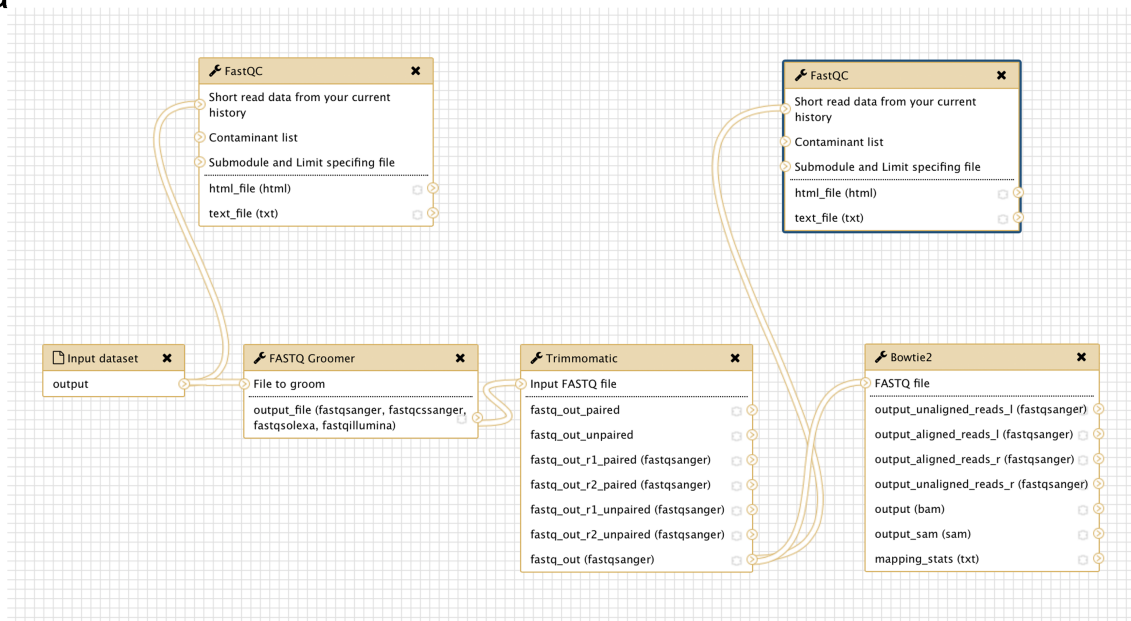 FastQC
Short read data from your current
history
Contaminant list
Submodule and Limit specifing file
html_file (html)
text_file (txt)
FastQC
Short read data from your current
history
Contaminant list
Submodule and Limit specifing file
html_file (html)
text_file (txt)
Input dataset
output
FASTQ Groomer
File to groom
output_file (fastqsanger, fastqcssanger,
fastqsolexa, fastqillumina)
Trimmomatic
Input FASTQ file
fastq_out_paired
fastq_out_unpaired
fastq_out_r1_paired (fastqsanger)
fastq_out_r2_paired (fastqsanger)
fastq_out_r1_unpaired (fastqsanger)
fastq_out_r2_unpaired (fastqsanger)
fastq_out (fastqsanger)
Bowtie2
FASTQ file
output_unaligned_reads_l (fastqsanger)
output_aligned_reads_l (fastqsanger)
output_aligned_reads_r (fastqsanger)
output_unaligned_reads_r (fastqsanger)
output (bam)
output_sam (sam)
mapping_stats (txt)